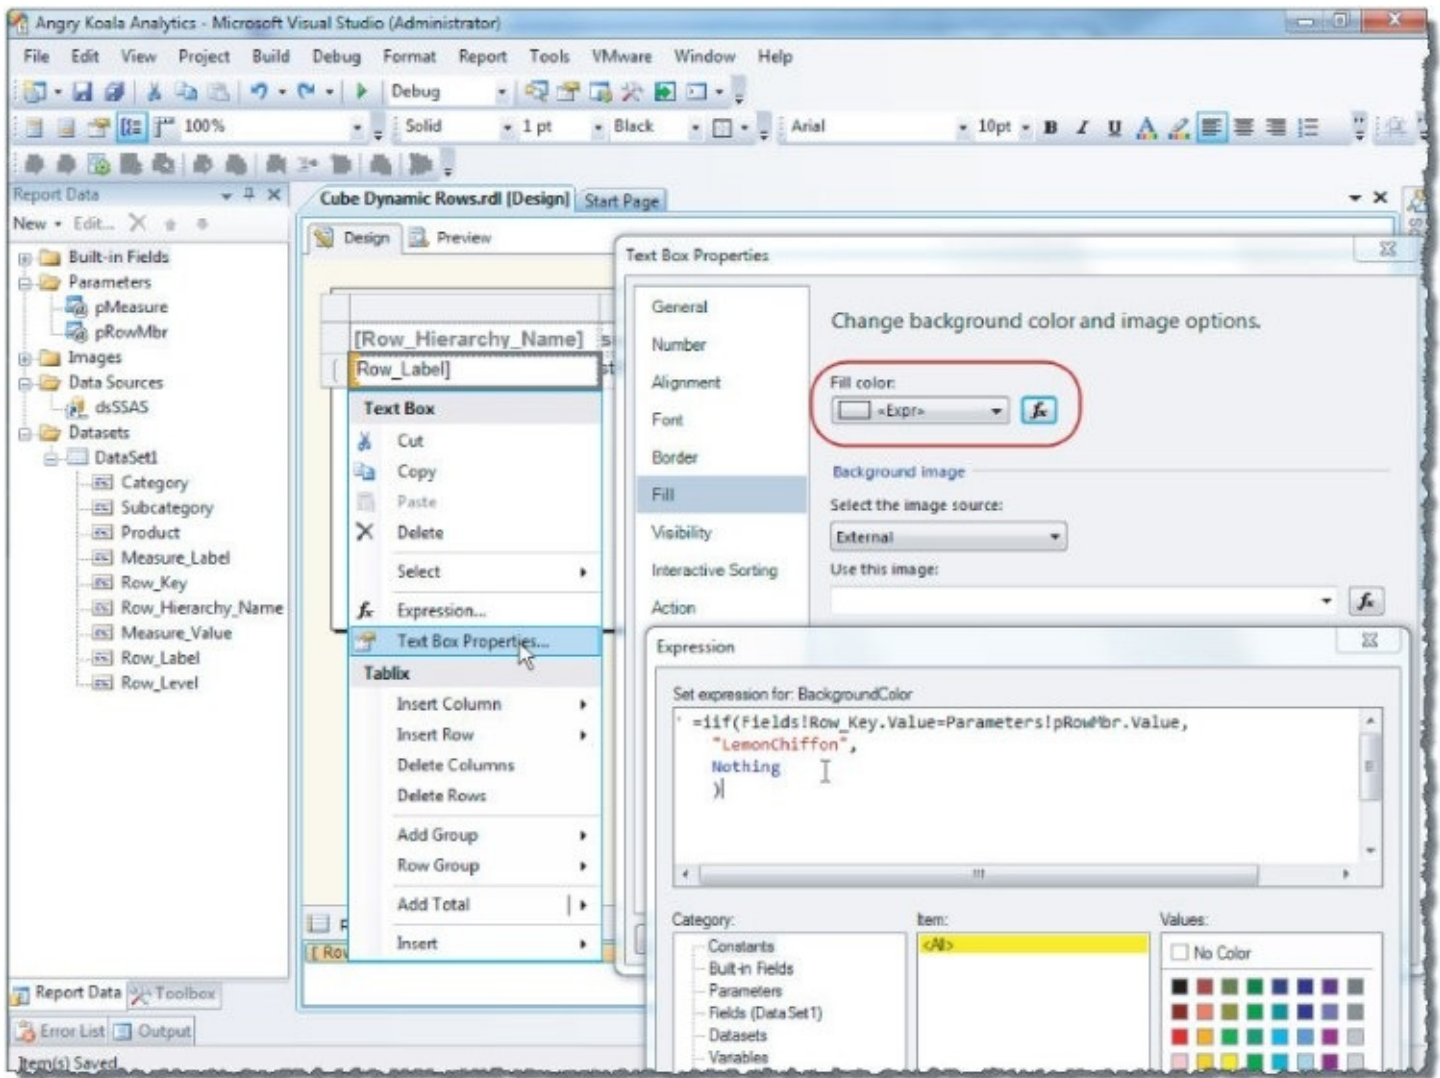 Angry Koala Analytics - Microsoft Visual Studio (Administrator)
File Edit View Project Build Debug Format Report Tools VMware Window Help
Debug
100% Solid 1 pt Black Arial 10pt B I U
Report Data
Cube Dynamic Rows.rdl [Design] Start Page
New Edit...
Design Preview
Built-in Fields
Parameters
pMeasure
pRowMbr
Images
Data Sources
dsSSAS
Datasets
DataSet1
Category
Subcategory
Product
Measure_Label
Row_Key
Row_Hierarchy_Name
Measure_Value
Row_Label
Row_Level
[Row_Hierarchy_Name]
[Row_Label]
Text Box
Cut
Copy
Paste
Delete
Select
fx Expression...
Text Box Properties...
Tablix
Insert Column
Insert Row
Delete Columns
Delete Rows
Add Group
Row Group
Add Total
Insert
[ Row
Text Box Properties
General
Number
Alignment
Font
Border
Fill
Visibility
Interactive Sorting
Action
Change background color and image options.
Fill color:
«Expr» fx
Background image
Select the image source:
External
Use this image:
fx
Expression
Set expression for: BackgroundColor
=iif(Fields!Row_Key.Value=Parameters!pRowMbr.Value,
"LemonChiffon",
Nothing
)
Category: Item: Values:
Constants
Built-in Fields
Parameters
Fields (DataSet1)
Datasets
Variables
<All>
No Color
Report Data Toolbox
Error List Output
Item(s) Saved